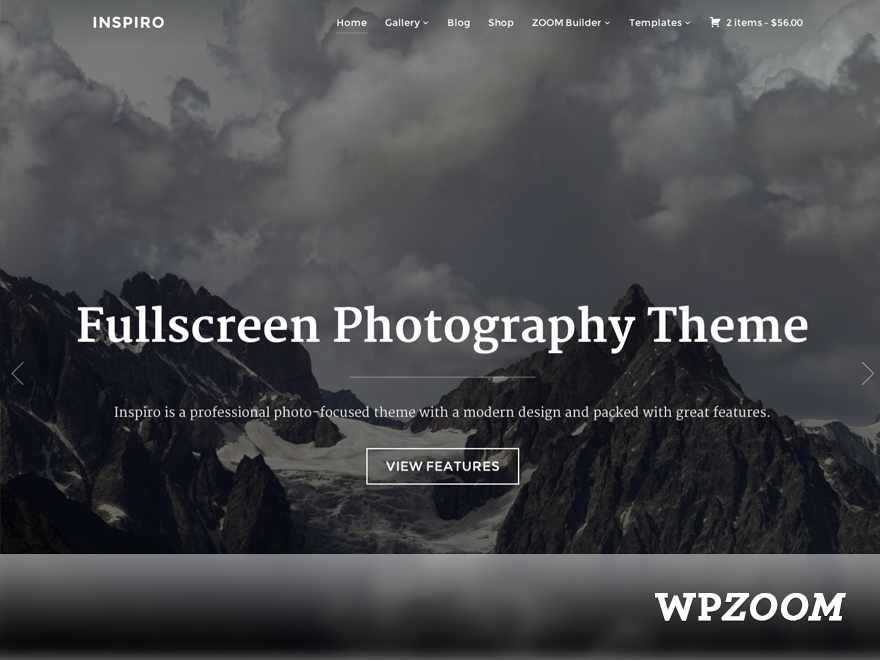 INSPIRO
Home Gallery Blog Shop ZOOM Builder Templates 2 items – $56.00
Fullscreen Photography Theme
Inspiro is a professional photo-focused theme with a modern design and packed with great features.
VIEW FEATURES
WPZOOM